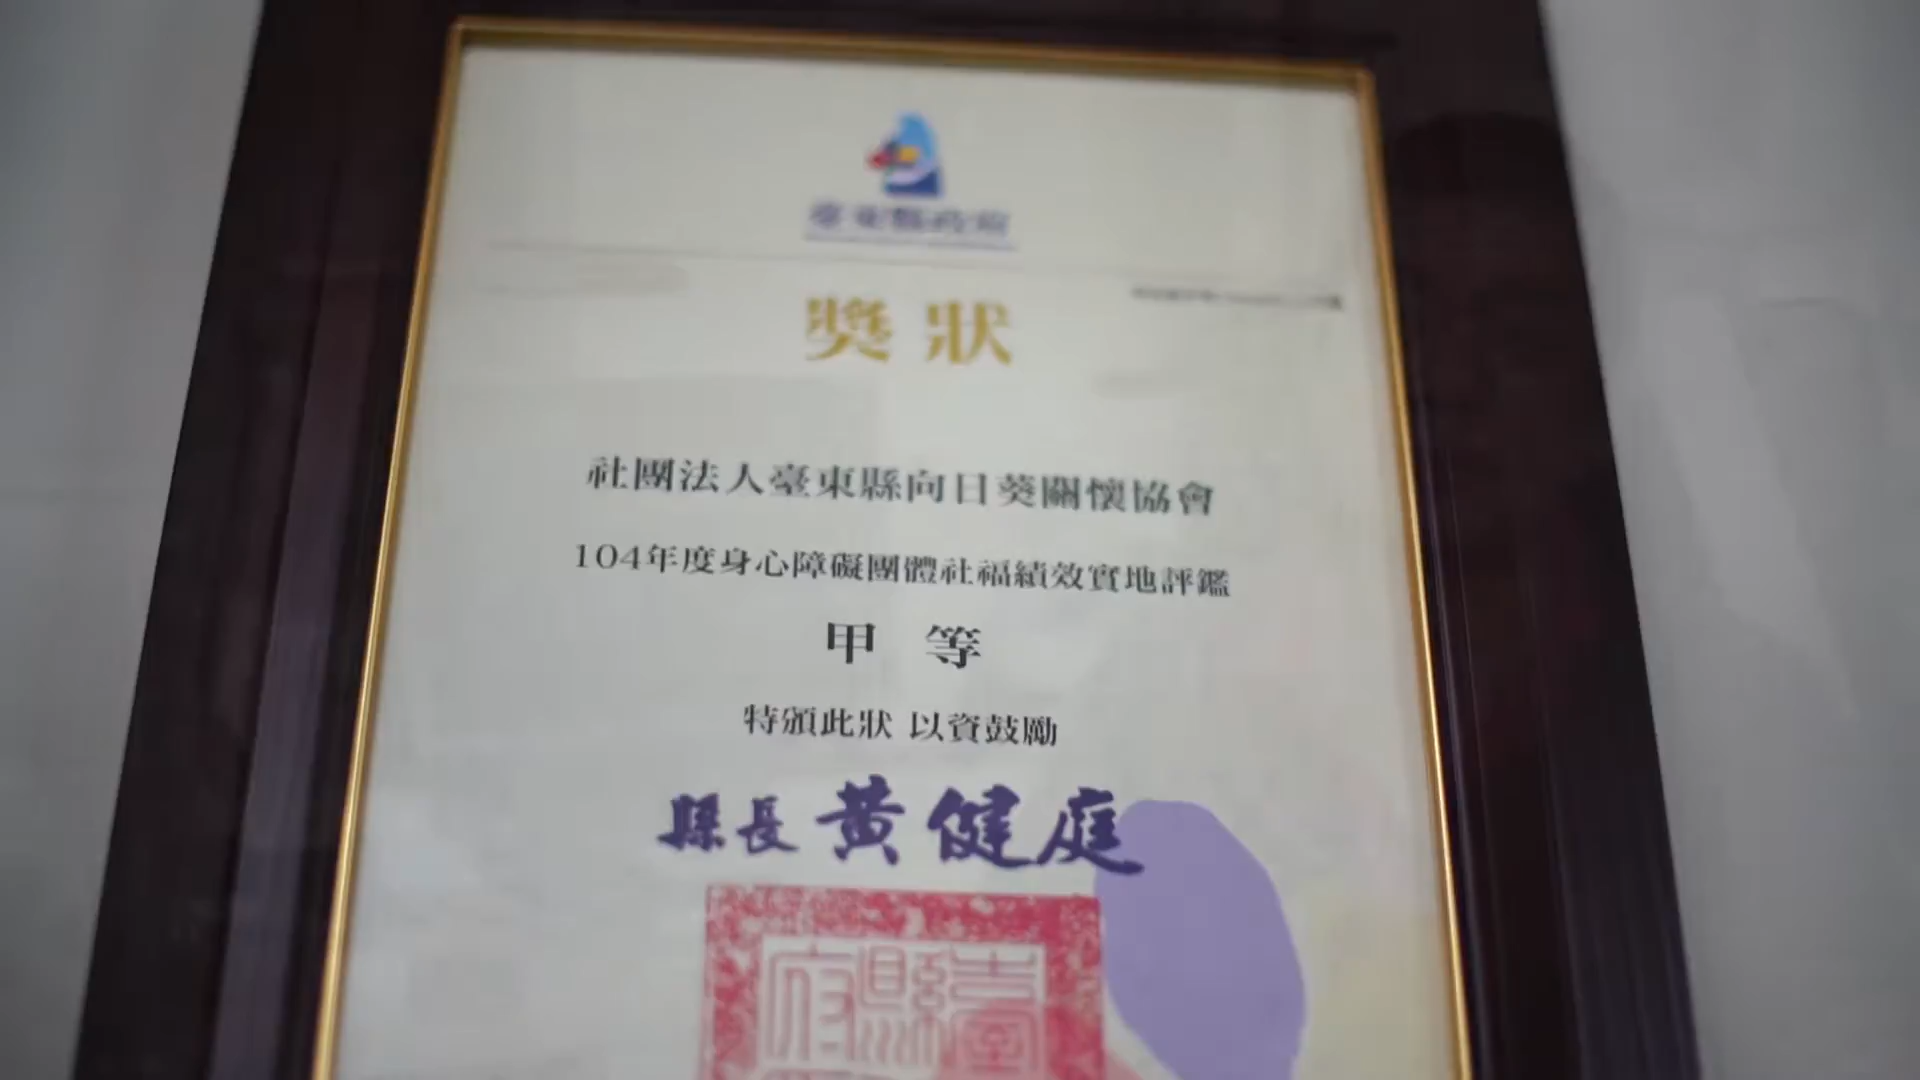 臺東縣政府
獎狀
社團法人臺東縣向日葵關懷協會
104年度身心障礙團體社福績效實地評鑑
甲等
特頒此狀 以資鼓勵
縣長 黃健庭